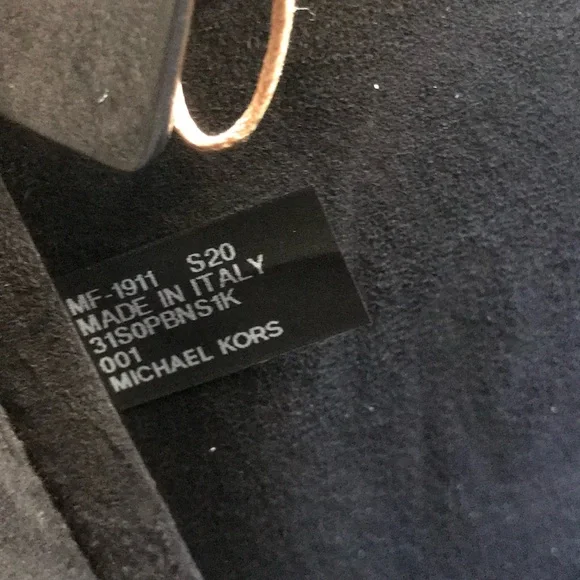 MF-1911 S20
MADE IN ITALY
31S0PBNS1K
001
MICHAEL KORS